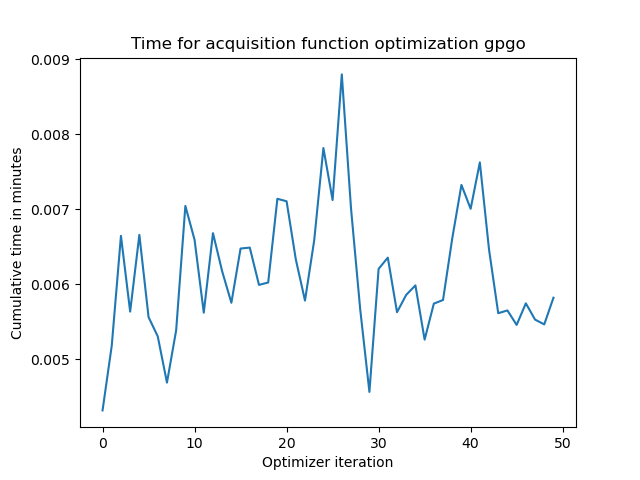 Time for acquisition function optimization gpgo
0.009
0.008
0.007
0.006
0.005
Cumulative time in minutes
0 10 20 30 40 50
Optimizer iteration